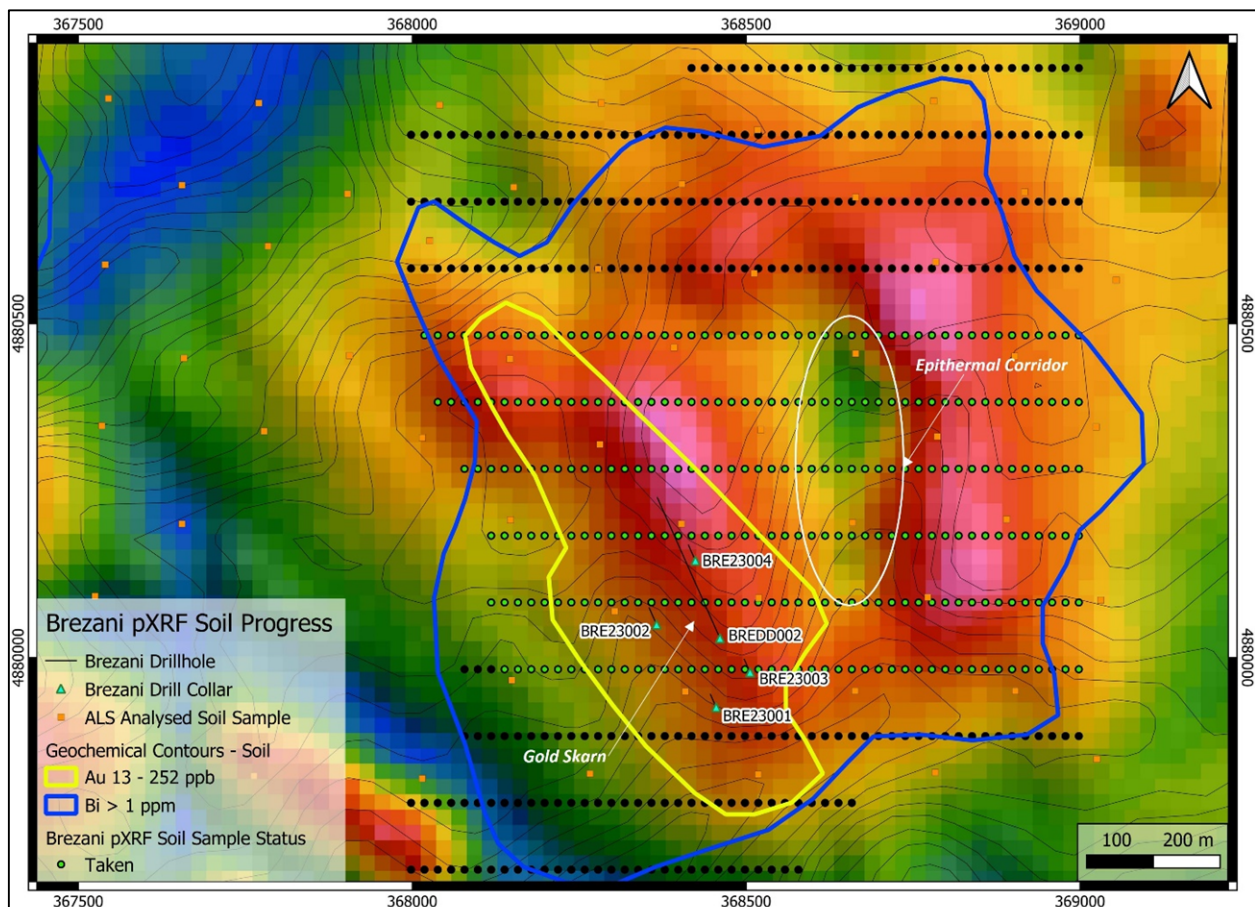 367500 368000 368500 369000
4880500
4880500
Epithermal Corridor
BRE23004
BRE23002
BREDD002
4880000
4880000
BRE23003
BRE23001
Gold Skarn
Brezani pXRF Soil Progress
Brezani Drillhole
Brezani Drill Collar
ALS Analysed Soil Sample
Geochemical Contours - Soil
Au 13 - 252 ppb
Bi > 1 ppm
Brezani pXRF Soil Sample Status
Taken
100 200 m
367500 368000 368500 369000